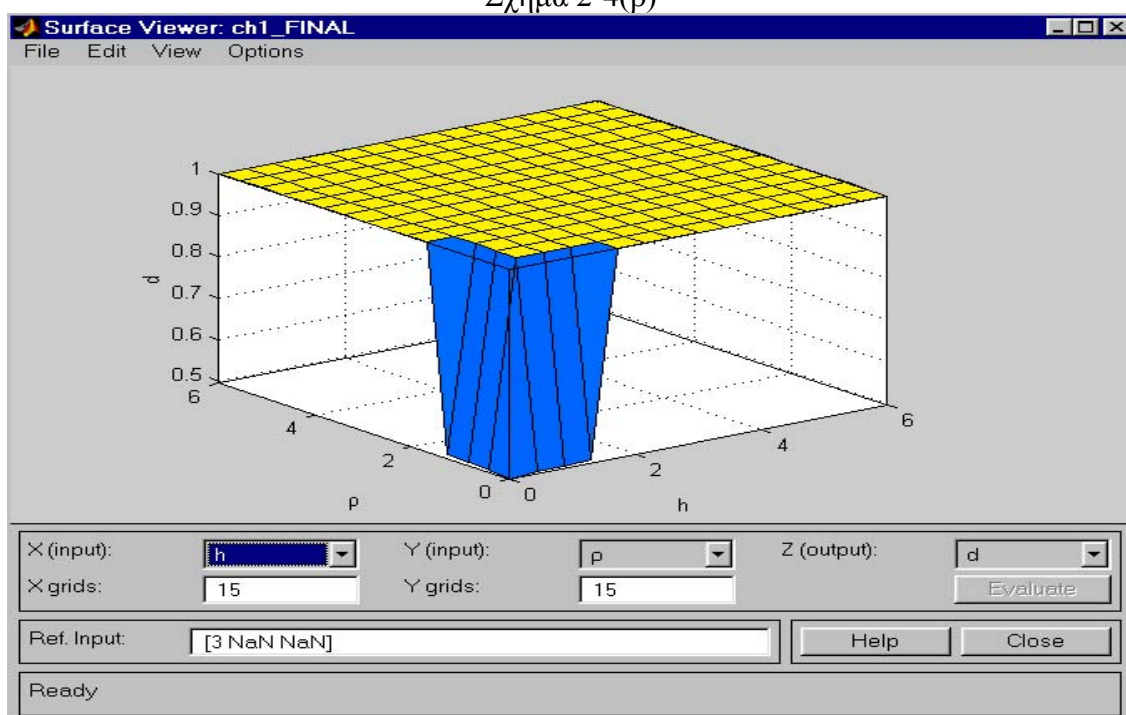 Σχήμα 2-4(β)
Surface Viewer: ch1_FINAL
File Edit View Options
1
0.9
0.8
0.7
0.6
0.5
d
6
4
2
0
ρ
0
2
4
6
h
X (input): h Y (input): ρ Z (output): d
X grids: 15 Y grids: 15 Evaluate
Ref. Input: [3 NaN NaN] Help Close
Ready